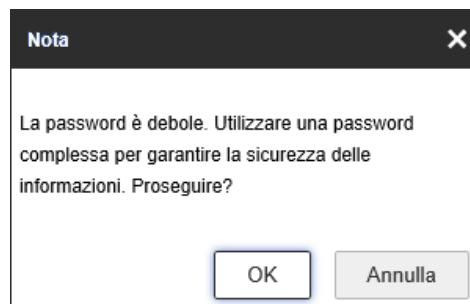 Nota
La password è debole. Utilizzare una password
complessa per garantire la sicurezza delle
informazioni. Proseguire?
OK
Annulla